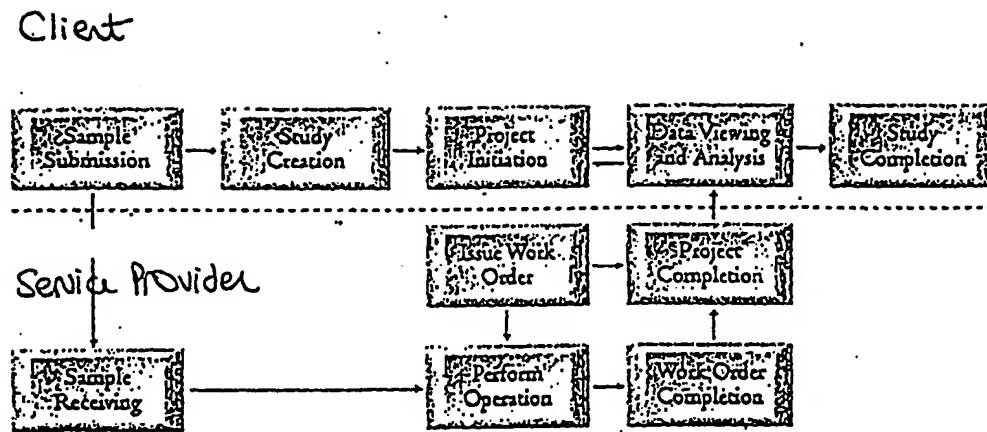 Client
Sample
Submission
Study
Creation
Project
Initiation
Data Viewing
and Analysis
Study
Completion
Issue Work
Order
Project
Completion
Service Provider
Sample
Receiving
Perform
Operation
Work Order
Completion